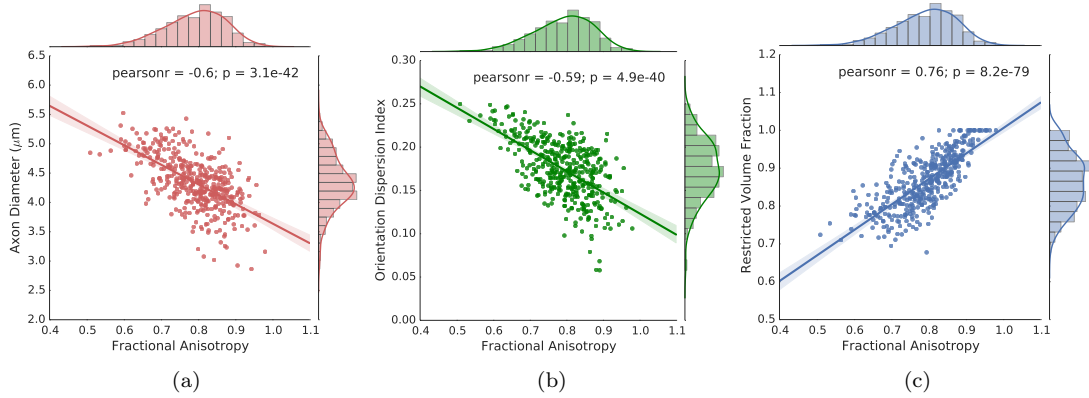 pearsonr = -0.6; p = 3.1e-42
Axon Diameter (μm)
6.5
6.0
5.5
5.0
4.5
4.0
3.5
3.0
2.5
2.0
0.4 0.5 0.6 0.7 0.8 0.9 1.0 1.1
Fractional Anisotropy
(a)
pearsonr = -0.59; p = 4.9e-40
Orientation Dispersion Index
0.30
0.25
0.20
0.15
0.10
0.05
0.00
0.4 0.5 0.6 0.7 0.8 0.9 1.0 1.1
Fractional Anisotropy
(b)
pearsonr = 0.76; p = 8.2e-79
Restricted Volume Fraction
1.2
1.1
1.0
0.9
0.8
0.7
0.6
0.5
0.4 0.5 0.6 0.7 0.8 0.9 1.0 1.1
Fractional Anisotropy
(c)